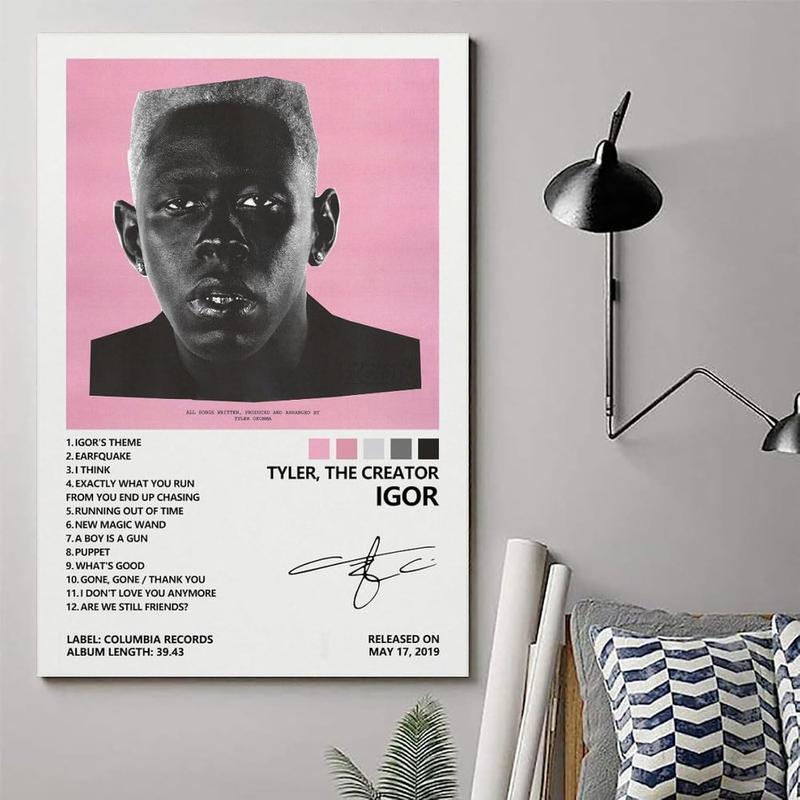 ALL SONGS WRITTEN, PRODUCED AND ARRANGED BY
TYLER OKONMA
1. IGOR'S THEME
2. EARFQUAKE
3. I THINK
4. EXACTLY WHAT YOU RUN
FROM YOU END UP CHASING
5. RUNNING OUT OF TIME
6. NEW MAGIC WAND
7. A BOY IS A GUN
8. PUPPET
9. WHAT'S GOOD
10. GONE, GONE / THANK YOU
11. I DON'T LOVE YOU ANYMORE
12. ARE WE STILL FRIENDS?
TYLER, THE CREATOR
IGOR
LABEL: COLUMBIA RECORDS
ALBUM LENGTH: 39.43
RELEASED ON
MAY 17, 2019